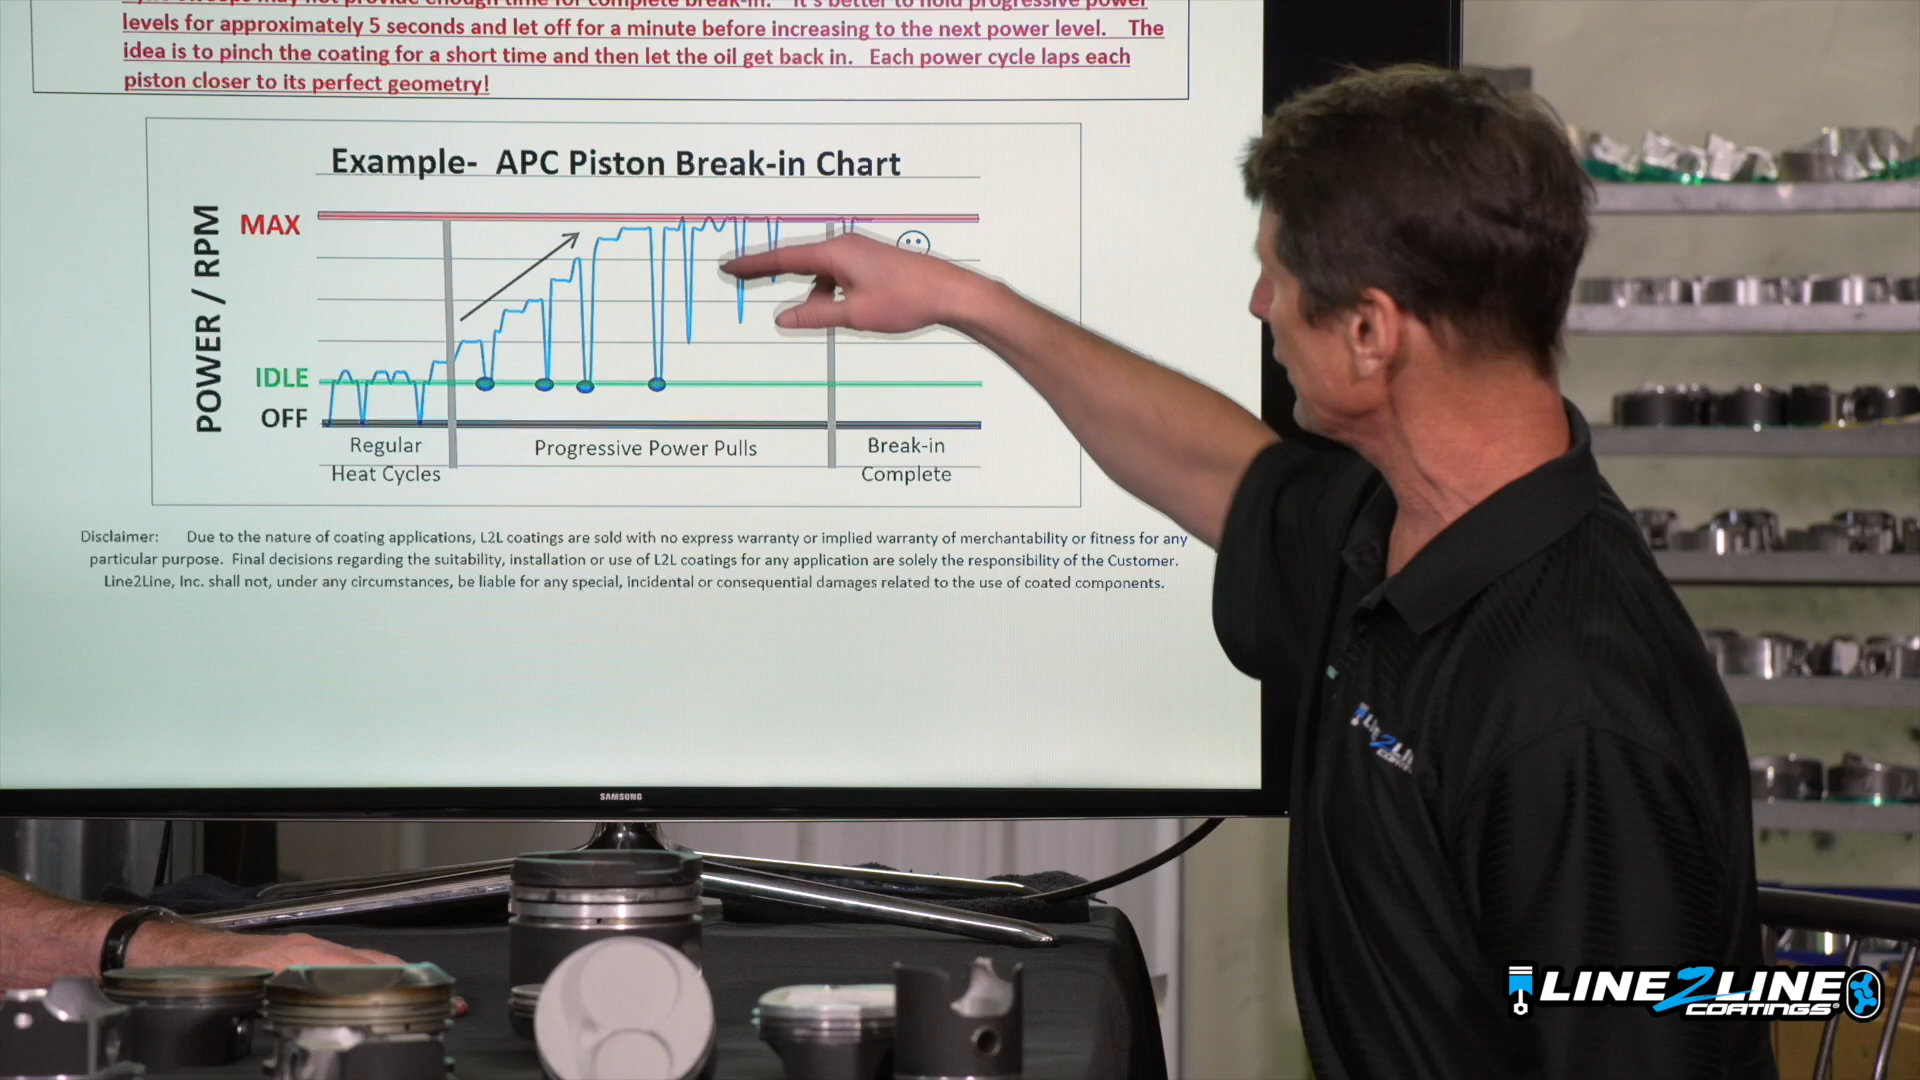 levels for approximately 5 seconds and let off for a minute before increasing to the next power level. The
idea is to pinch the coating for a short time and then let the oil get back in. Each power cycle laps each
piston closer to its perfect geometry!
Example- APC Piston Break-in Chart
POWER / RPM
MAX
IDLE
OFF
Regular
Heat Cycles
Progressive Power Pulls
Break-in
Complete
Disclaimer: Due to the nature of coating applications, L2L coatings are sold with no express warranty or implied warranty of merchantability or fitness for any
particular purpose. Final decisions regarding the suitability, installation or use of L2L coatings for any application are solely the responsibility of the Customer.
Line2Line, Inc. shall not, under any circumstances, be liable for any special, incidental or consequential damages related to the use of coated components.
SAMSUNG
LINE2LINE
COATINGS®